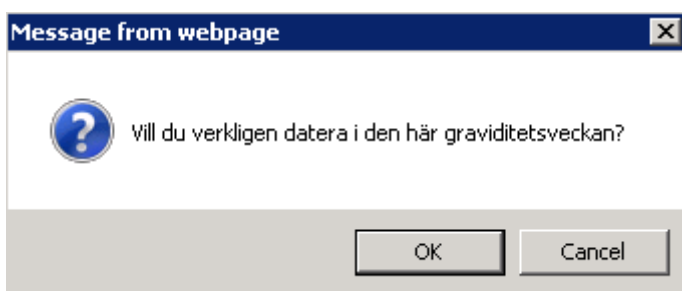 Message from webpage
Vill du verkligen datera i den här graviditetsveckan?
OK Cancel